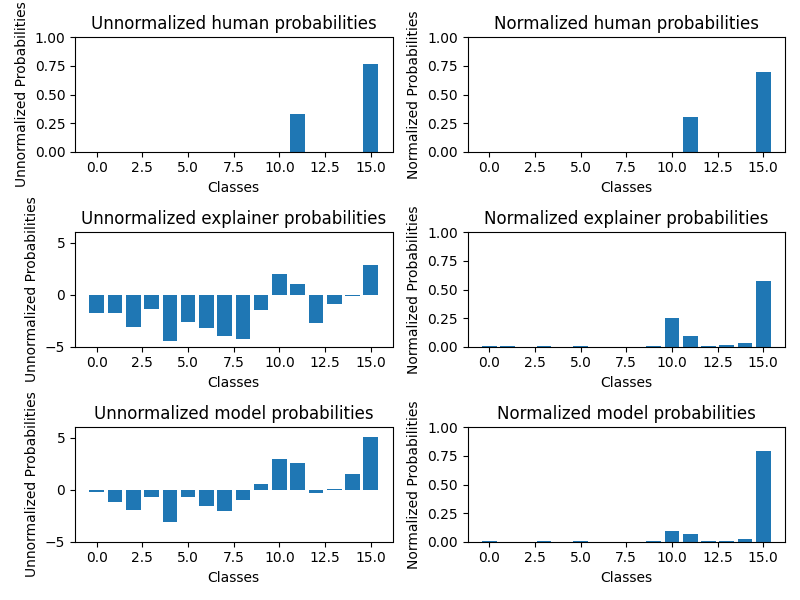 Unnormalized human probabilities
Unnormalized Probabilities
1.00
0.75
0.50
0.25
0.00
0.0 2.5 5.0 7.5 10.0 12.5 15.0
Classes
Normalized human probabilities
Normalized Probabilities
1.00
0.75
0.50
0.25
0.00
0.0 2.5 5.0 7.5 10.0 12.5 15.0
Classes
Unnormalized explainer probabilities
Unnormalized Probabilities
5
0
−5
0.0 2.5 5.0 7.5 10.0 12.5 15.0
Classes
Normalized explainer probabilities
Normalized Probabilities
1.00
0.75
0.50
0.25
0.00
0.0 2.5 5.0 7.5 10.0 12.5 15.0
Classes
Unnormalized model probabilities
Unnormalized Probabilities
5
0
−5
0.0 2.5 5.0 7.5 10.0 12.5 15.0
Classes
Normalized model probabilities
Normalized Probabilities
1.00
0.75
0.50
0.25
0.00
0.0 2.5 5.0 7.5 10.0 12.5 15.0
Classes